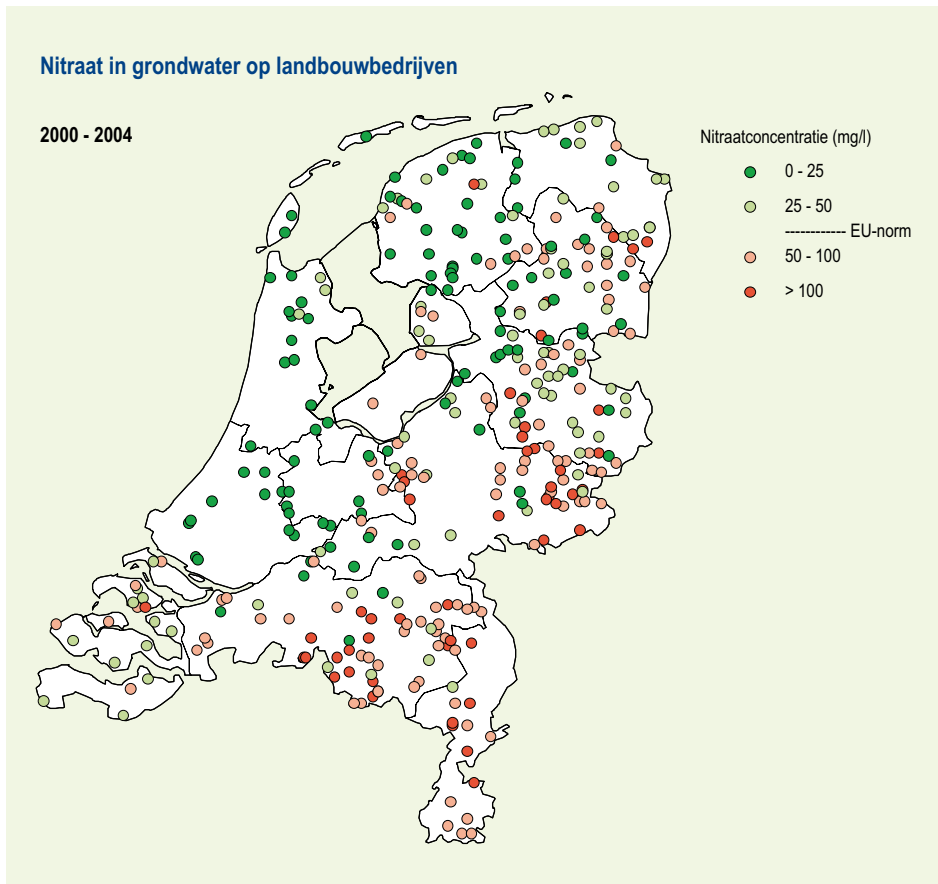 Nitraat in grondwater op landbouwbedrijven
2000 - 2004
Nitraatconcentratie (mg/l)
0 - 25
25 - 50
------------ EU-norm
50 - 100
> 100